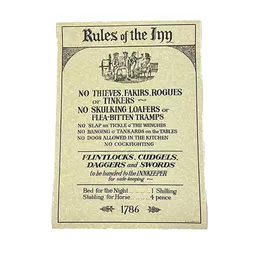 Rules of the Inn
NO THIEVES, FAKIRS, ROGUES
or TINKERS
NO SKULKING LOAFERS or
FLEA-BITTEN TRAMPS
NO 'SLAP an' TICKLE o' THE WENCHES
NO BANGING o' TANKARDS on the TABLES
NO DOGS ALLOWED IN THE KITCHEN
NO COCKFIGHTING
FLINTLOCKS, CUDGELS,
DAGGERS and SWORDS
to be handed to the INNKEEPER
for safe-keeping
Bed for the Night 1 Shilling
Stabling for Horse 4 pence
1786